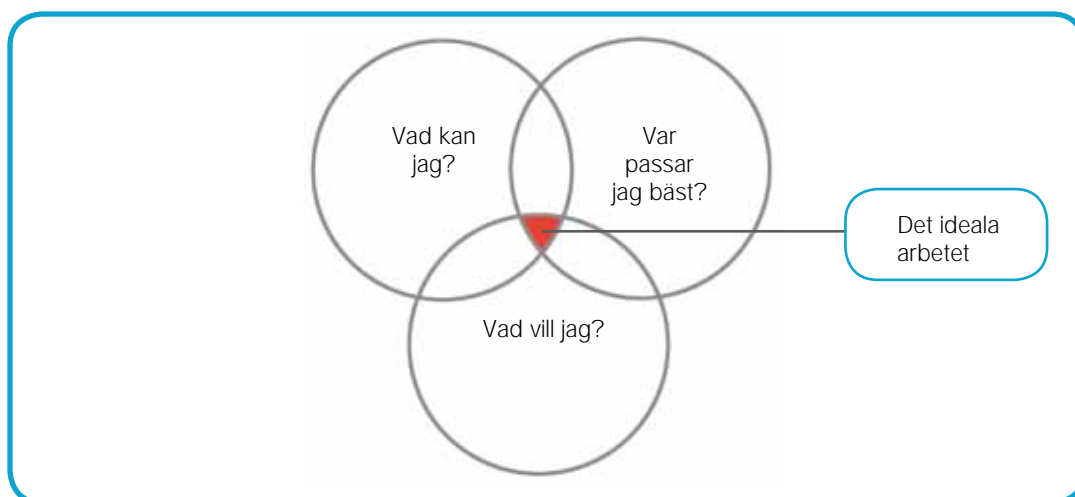 Vad kan
jag?
Var
passar
jag bäst?
Det ideala
arbetet
Vad vill jag?